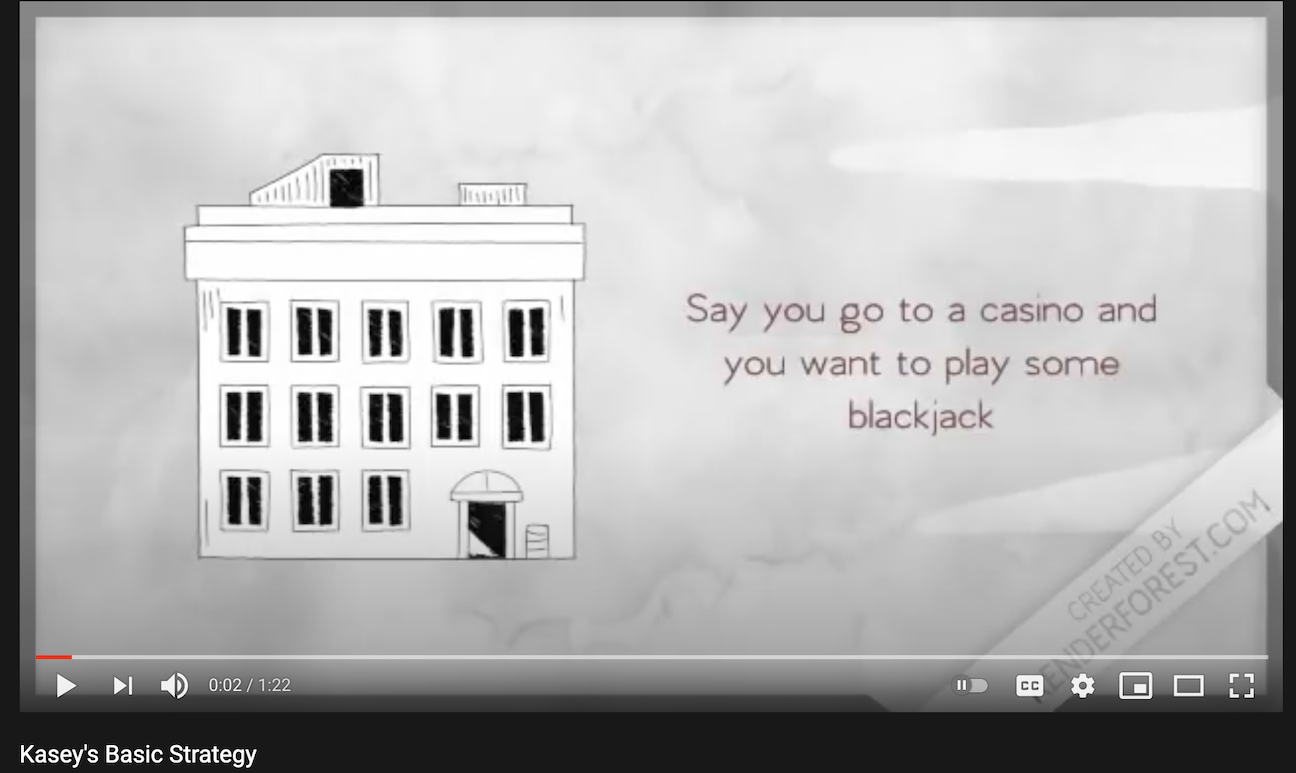 Say you go to a casino and
you want to play some
blackjack
CREATED BY
RENDERFOREST.COM
0:02 / 1:22
CC
Kasey's Basic Strategy